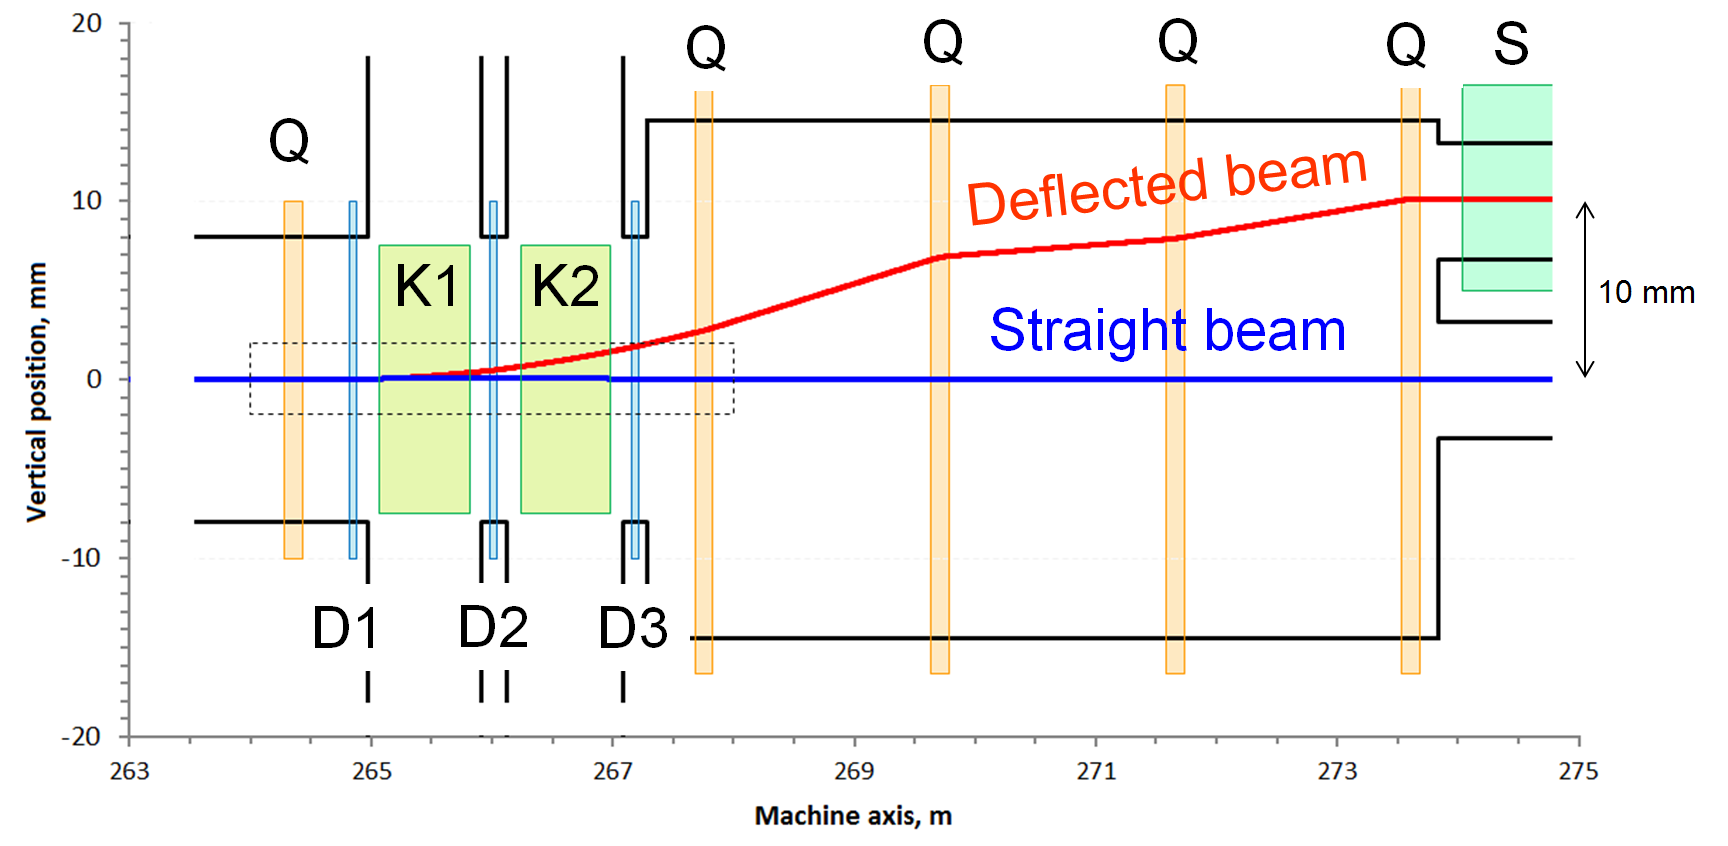 20
Q
Q
Q
Q
S
Q
Deflected beam
10
K1
K2
10 mm
Straight beam
0
Vertical position, mm
-10
D1
D2
D3
-20
263
265
267
269
271
273
275
Machine axis, m